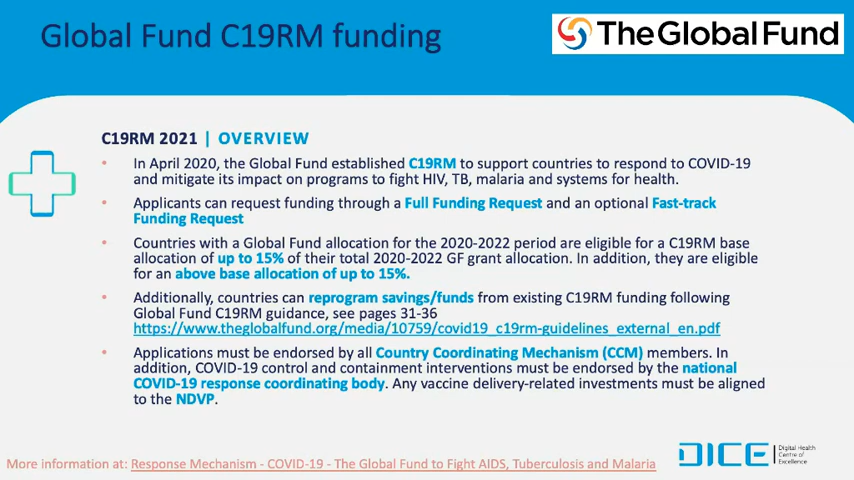 Global Fund C19RM funding
The Global Fund
C19RM 2021 | OVERVIEW
• In April 2020, the Global Fund established C19RM to support countries to respond to COVID-19
and mitigate its impact on programs to fight HIV, TB, malaria and systems for health.
• Applicants can request funding through a Full Funding Request and an optional Fast-track
Funding Request
• Countries with a Global Fund allocation for the 2020-2022 period are eligible for a C19RM base
allocation of up to 15% of their total 2020-2022 GF grant allocation. In addition, they are eligible
for an above base allocation of up to 15%.
• Additionally, countries can reprogram savings/funds from existing C19RM funding following
Global Fund C19RM guidance, see pages 31-36
https://www.theglobalfund.org/media/10759/covid19_c19rm-guidelines_external_en.pdf
• Applications must be endorsed by all Country Coordinating Mechanism (CCM) members. In
addition, COVID-19 control and containment interventions must be endorsed by the national
COVID-19 response coordinating body. Any vaccine delivery-related investments must be aligned
to the NDVP.
More information at: Response Mechanism - COVID-19 - The Global Fund to Fight AIDS, Tuberculosis and Malaria
DICE
Digital Health
Centre of
Excellence